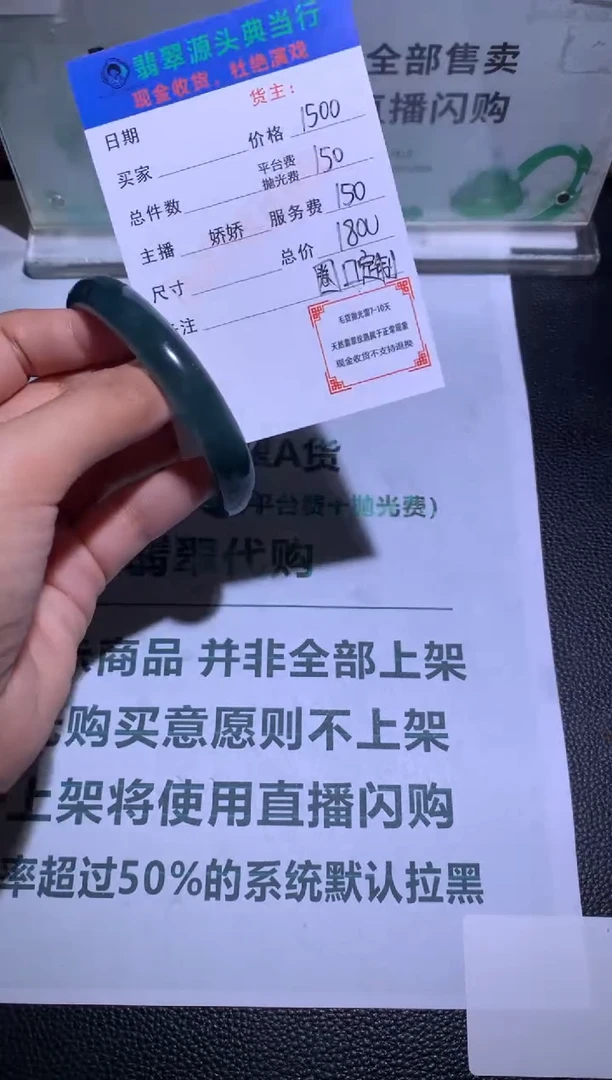 翡翠源头典当行
现金收货，杜绝演戏
货主：
日期
价格 1500
买家
平台费
抛光费
150
总件数
服务费 150
主播 娇娇
总价 1800
尺寸
圈口定制
注
毛货抛光需7-10天
天然翡翠纹路属于正常现象
现金收货不支持退换
全部售卖
直播闪购
A货
平台费+抛光费）
翡翠代购
商品 并非全部上架
购买意愿则不上架
上架将使用直播闪购
率超过50%的系统默认拉黑